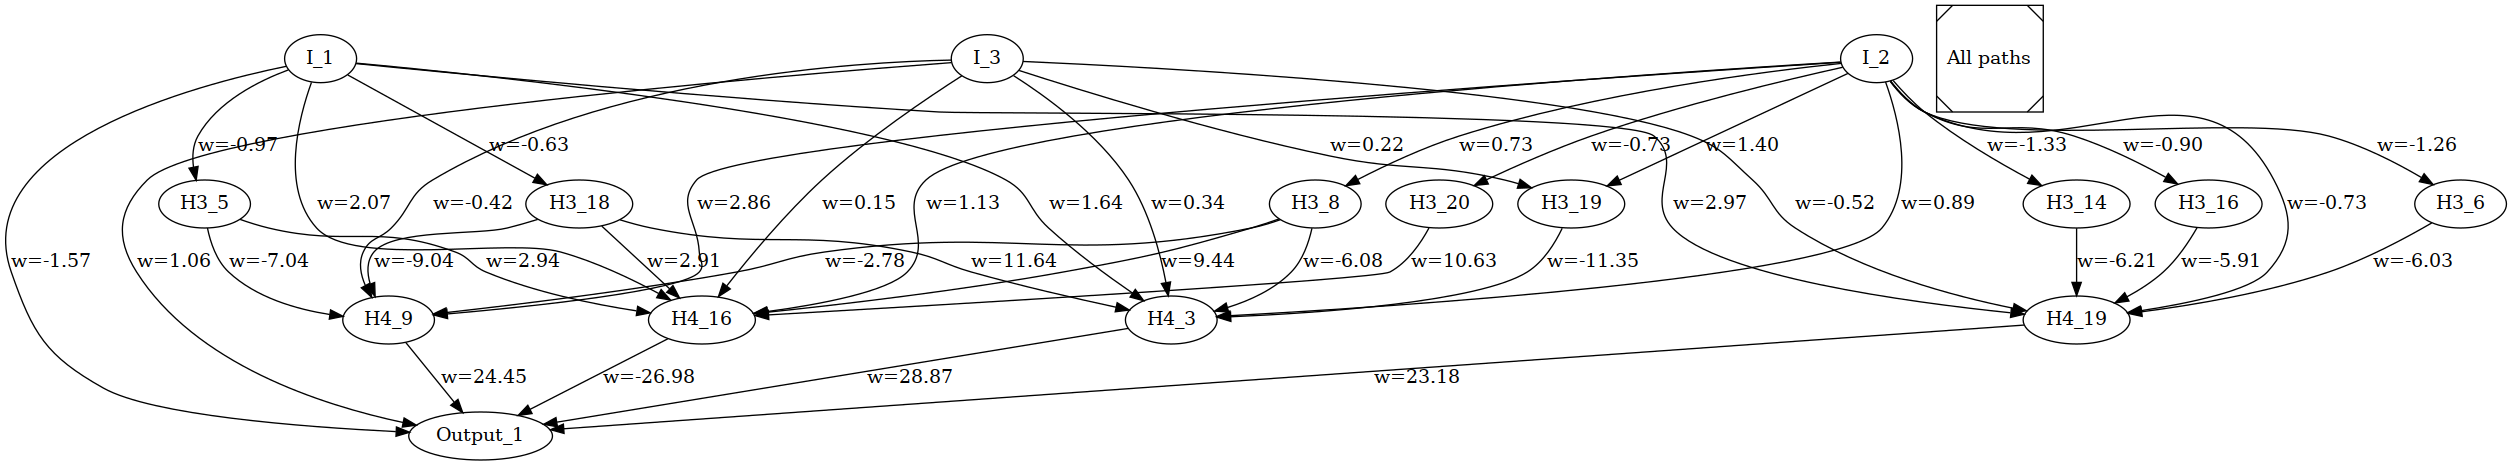 I_1
I_3
I_2
All paths
w=-0.97
w=-0.63
w=0.22
w=0.73
w=-0.73
w=1.40
w=-1.33
w=-0.90
w=-1.26
H3_5
w=2.07
w=-0.42
H3_18
w=2.86
w=0.15
w=1.13
w=1.64
w=0.34
H3_8
H3_20
H3_19
w=2.97
w=-0.52
w=0.89
H3_14
H3_16
w=-0.73
H3_6
w=-1.57
w=1.06
w=-7.04
w=-9.04
w=2.94
w=2.91
w=-2.78
w=11.64
w=9.44
w=-6.08
w=10.63
w=-11.35
w=-6.21
w=-5.91
w=-6.03
H4_9
H4_16
H4_3
H4_19
w=24.45
w=-26.98
w=28.87
w=23.18
Output_1